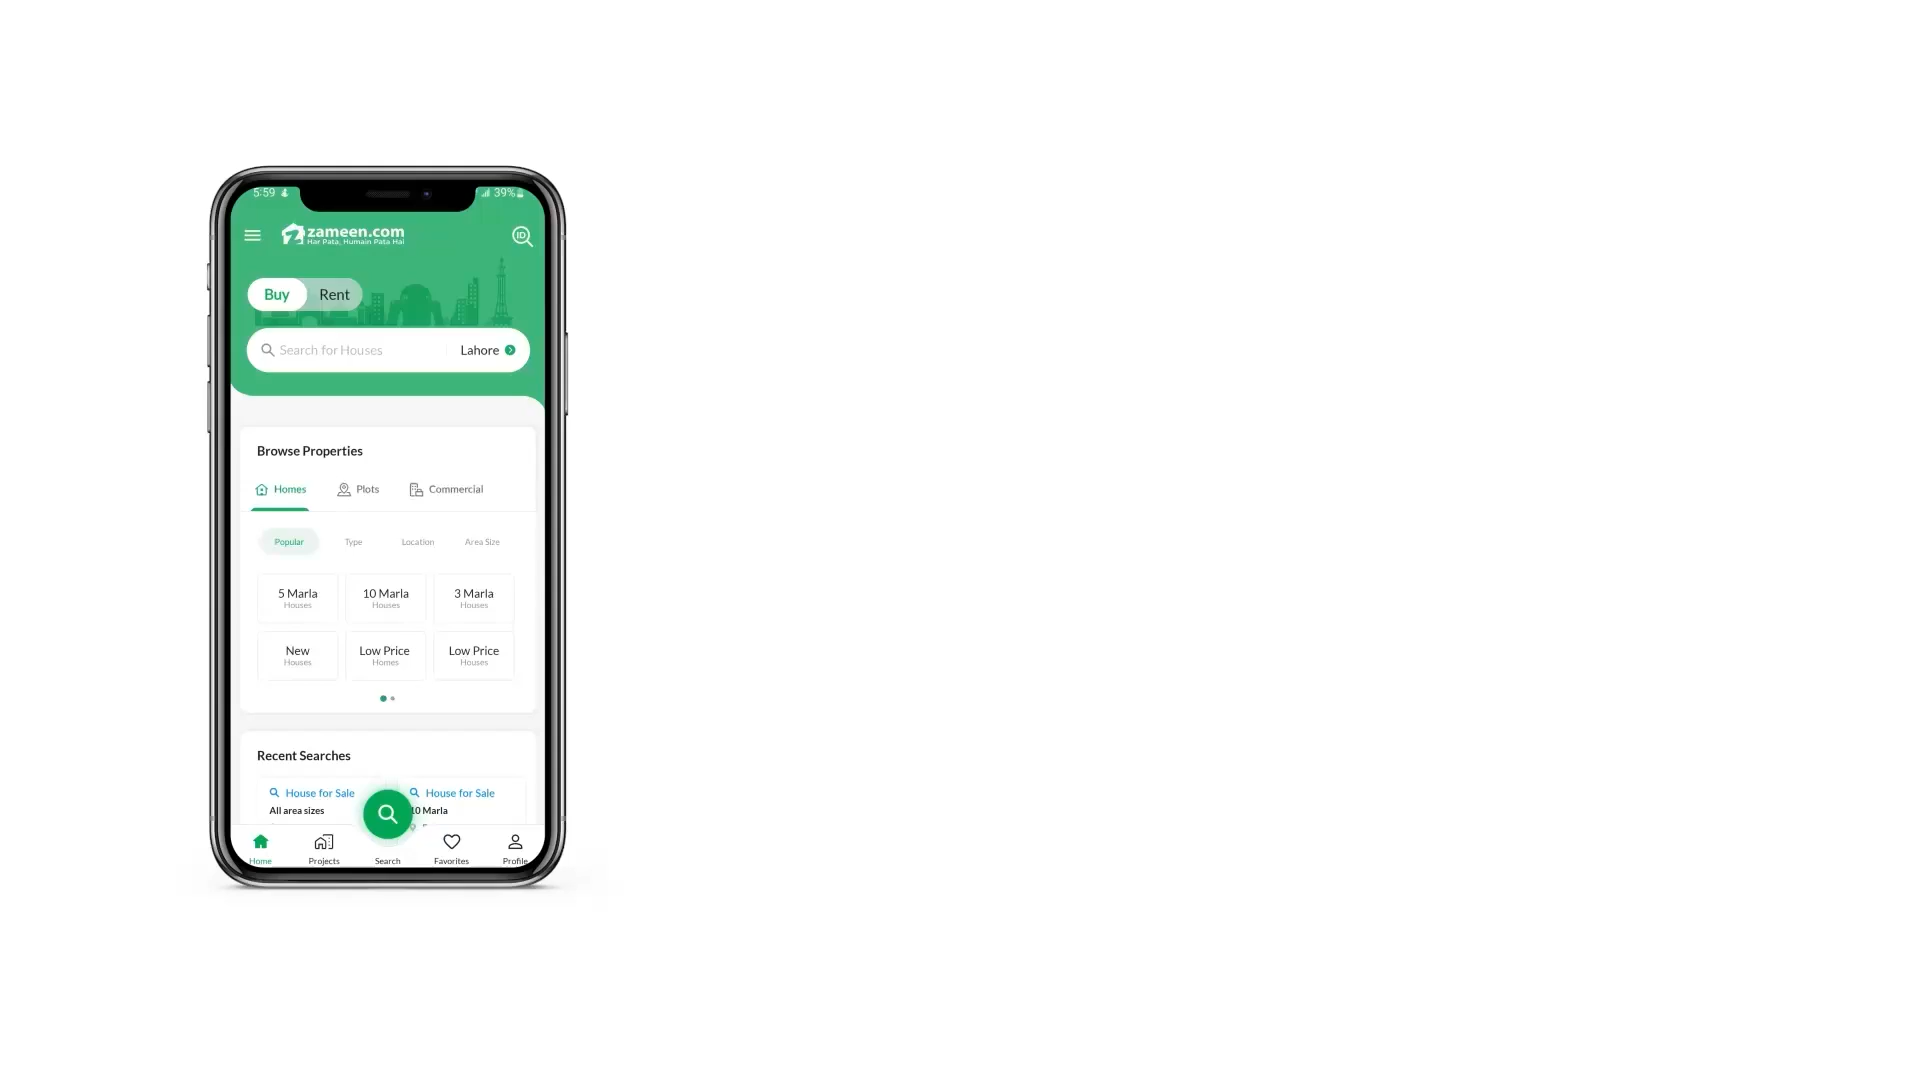 5:59
39%
zameen.com
Har Pata, Humain Pata Hai
ID
Buy Rent
Search for Houses Lahore
Browse Properties
Homes Plots Commercial
Popular Type Location Area Size
5 Marla 10 Marla 3 Marla
Houses Houses Houses
New Low Price Low Price
Houses Homes Houses
Recent Searches
House for Sale House for Sale
All area sizes 10 Marla
Home Projects Search Favorites Profile